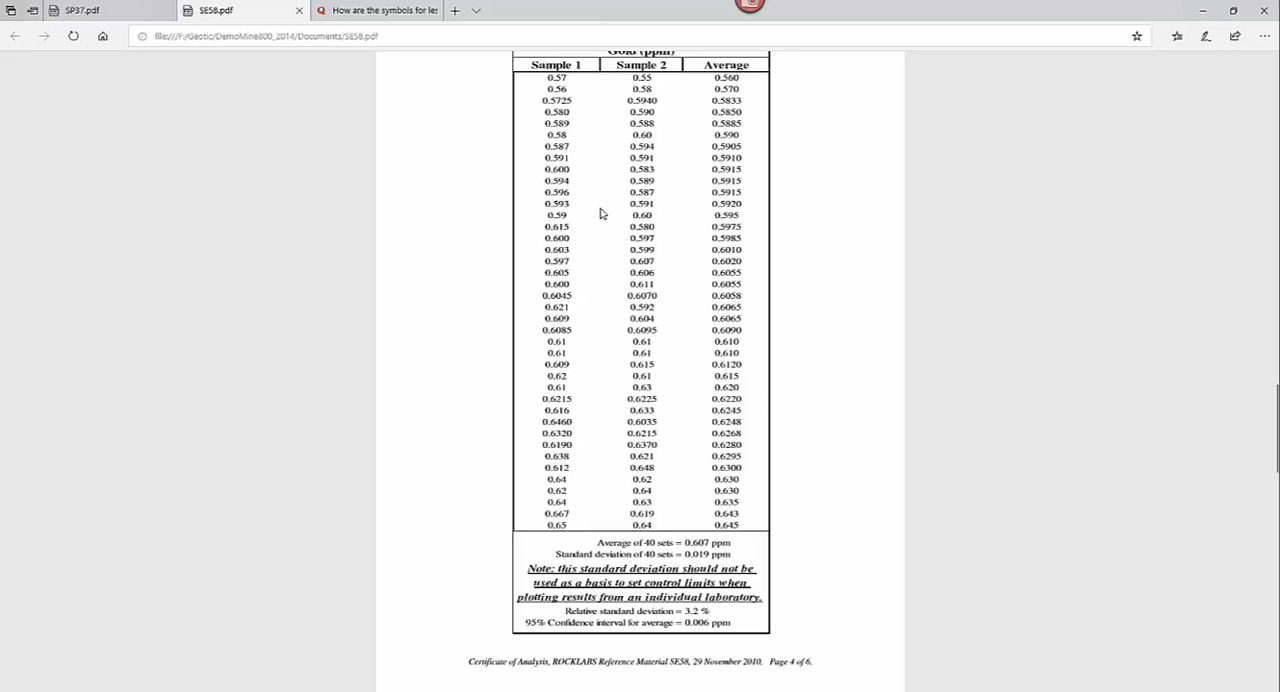 SP37.pdf SE58.pdf How are the symbols for les
file:///F:/Geotic/DemoMine800_2014/Documents/SE58.pdf
Gold (ppm)
Sample 1 Sample 2 Average
0.57 0.55 0.560
0.56 0.58 0.570
0.5725 0.5940 0.5833
0.580 0.590 0.5850
0.589 0.588 0.5885
0.58 0.60 0.590
0.587 0.594 0.5905
0.591 0.591 0.5910
0.600 0.583 0.5915
0.594 0.589 0.5915
0.596 0.587 0.5915
0.593 0.591 0.5920
0.59 0.60 0.595
0.615 0.580 0.5975
0.600 0.597 0.5985
0.603 0.599 0.6010
0.597 0.607 0.6020
0.605 0.606 0.6055
0.600 0.611 0.6055
0.6045 0.6070 0.6058
0.621 0.592 0.6065
0.609 0.604 0.6065
0.6085 0.6095 0.6090
0.61 0.61 0.610
0.61 0.61 0.610
0.609 0.615 0.6120
0.62 0.61 0.615
0.61 0.63 0.620
0.6215 0.6225 0.6220
0.616 0.633 0.6245
0.6460 0.6035 0.6248
0.6320 0.6215 0.6268
0.6190 0.6370 0.6280
0.638 0.621 0.6295
0.612 0.648 0.6300
0.64 0.62 0.630
0.62 0.64 0.630
0.64 0.63 0.635
0.667 0.619 0.643
0.65 0.64 0.645
Average of 40 sets = 0.607 ppm
Standard deviation of 40 sets = 0.019 ppm
Note: this standard deviation should not be
used as a basis to set control limits when
plotting results from an individual laboratory.
Relative standard deviation = 3.2 %
95% Confidence interval for average = 0.006 ppm
Certificate of Analysis, ROCKLABS Reference Material SE58, 29 November 2010. Page 4 of 6.